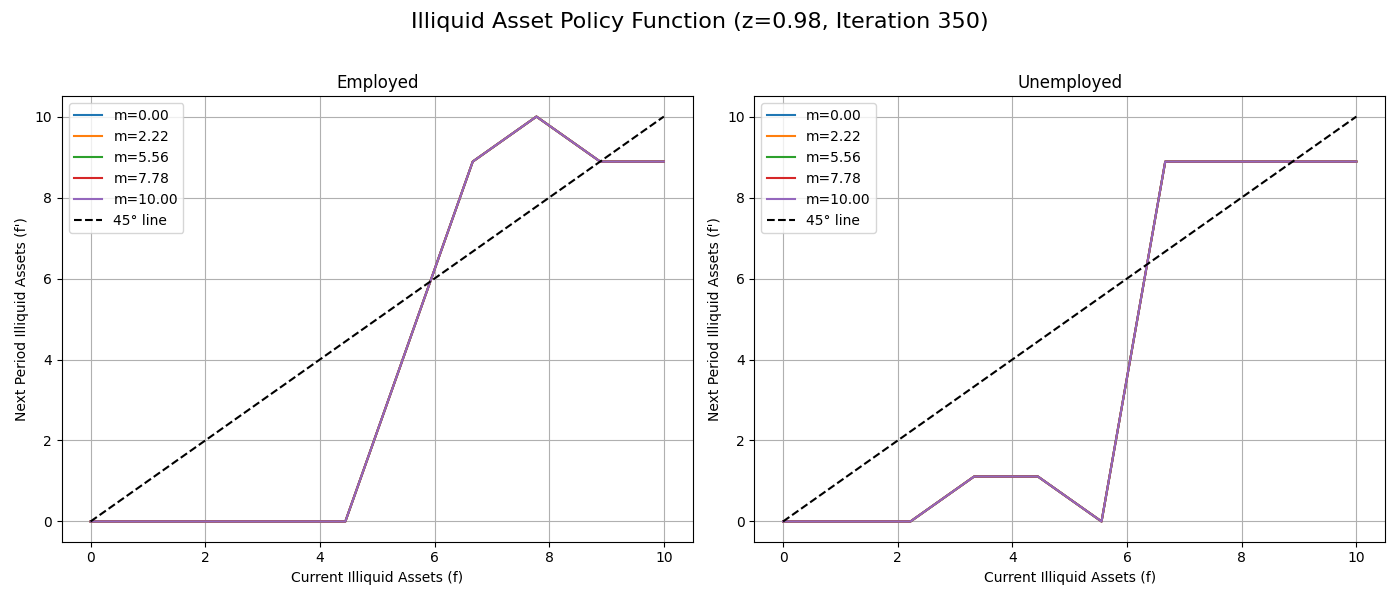 Illiquid Asset Policy Function (z=0.98, Iteration 350)
Employed
m=0.00
m=2.22
m=5.56
m=7.78
m=10.00
45° line
10
8
6
4
2
0
Next Period Illiquid Assets (f')
0 2 4 6 8 10
Current Illiquid Assets (f)
Unemployed
m=0.00
m=2.22
m=5.56
m=7.78
m=10.00
45° line
10
8
6
4
2
0
Next Period Illiquid Assets (f')
0 2 4 6 8 10
Current Illiquid Assets (f)